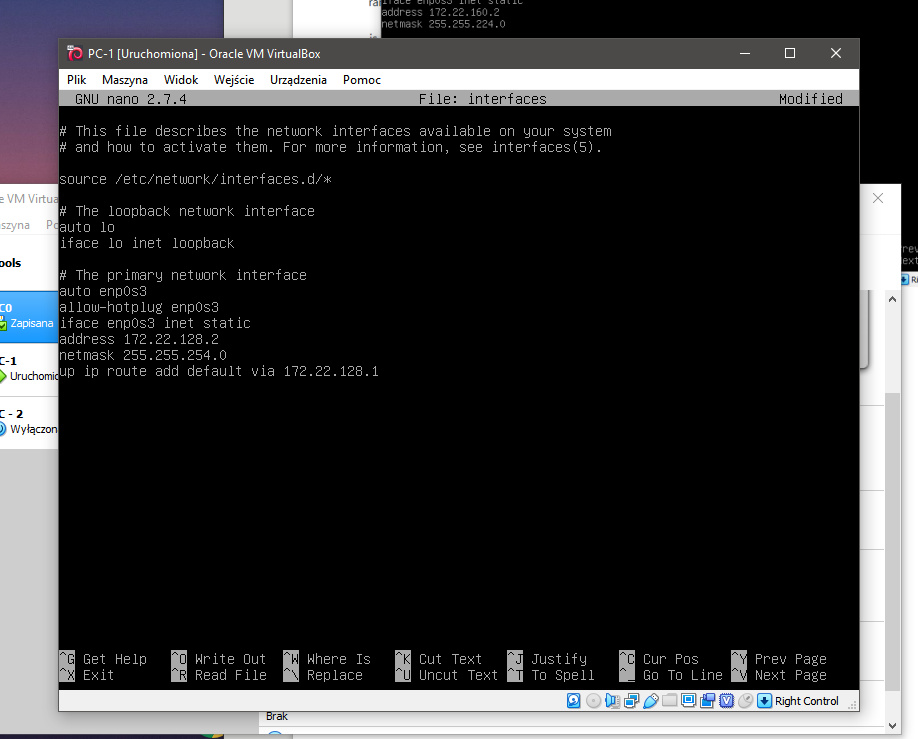 iface enp0s3 inet static
address 172.22.160.2
netmask 255.255.224.0
PC-1 [Uruchomiona] - Oracle VM VirtualBox
Plik Maszyna Widok Wejście Urządzenia Pomoc
GNU nano 2.7.4 File: interfaces Modified
# This file describes the network interfaces available on your system
# and how to activate them. For more information, see interfaces(5).
source /etc/network/interfaces.d/*
# The loopback network interface
auto lo
iface lo inet loopback
# The primary network interface
auto enp0s3
allow-hotplug enp0s3
iface enp0s3 inet static
address 172.22.128.2
netmask 255.255.254.0
up ip route add default via 172.22.128.1
^G Get Help ^O Write Out ^W Where Is ^K Cut Text ^J Justify ^C Cur Pos ^Y Prev Page
^X Exit ^R Read File ^\ Replace ^U Uncut Text ^T To Spell ^_ Go To Line ^V Next Page
Right Control
e VM Virtua
szyna
ools
C0
Zapisana
C-1
Uruchomio
C - 2
Wyłączon
Brak